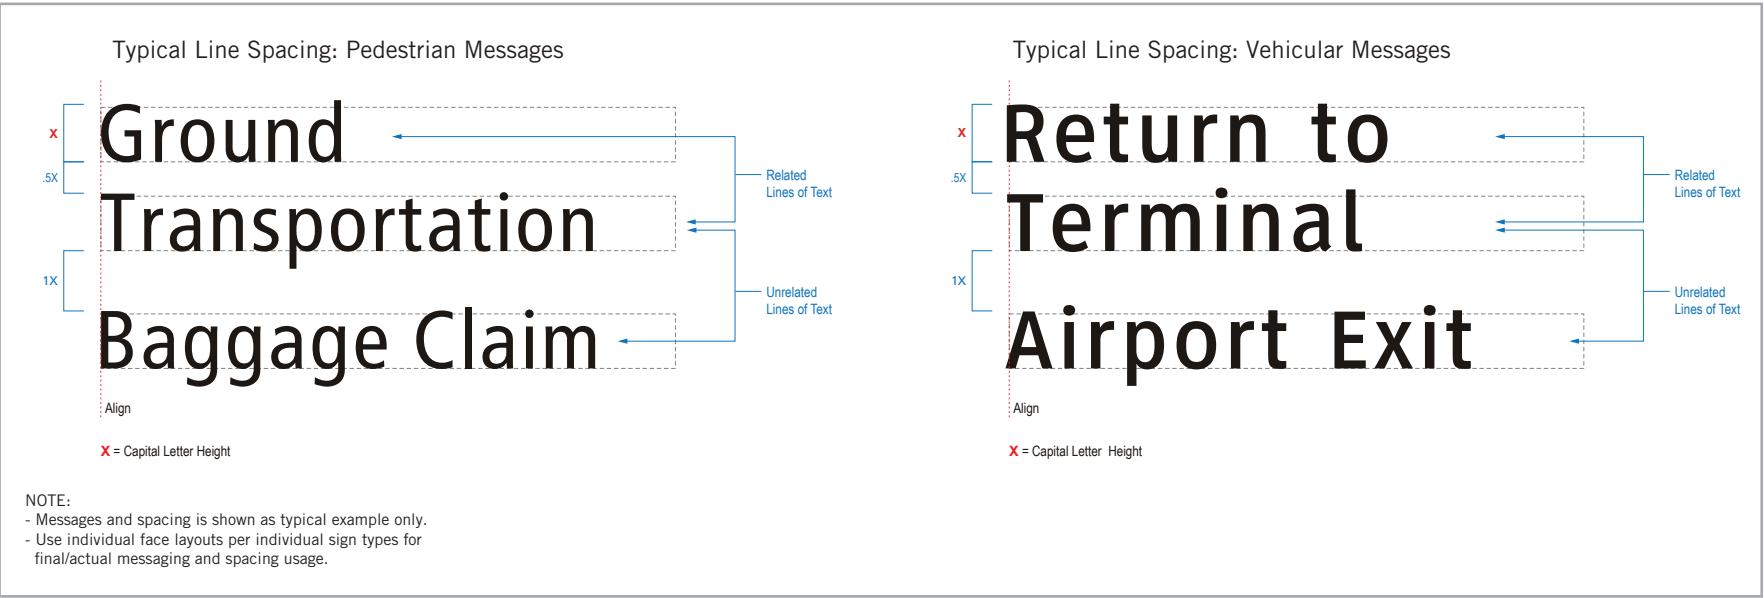 Typical Line Spacing: Pedestrian Messages
X
Ground
.5X
Related
Lines of Text
Transportation
1X
Unrelated
Lines of Text
Baggage Claim
Align
X = Capital Letter Height
NOTE:
- Messages and spacing is shown as typical example only.
- Use individual face layouts per individual sign types for
final/actual messaging and spacing usage.
Typical Line Spacing: Vehicular Messages
X
Return to
.5X
Related
Lines of Text
Terminal
1X
Unrelated
Lines of Text
Airport Exit
Align
X = Capital Letter Height